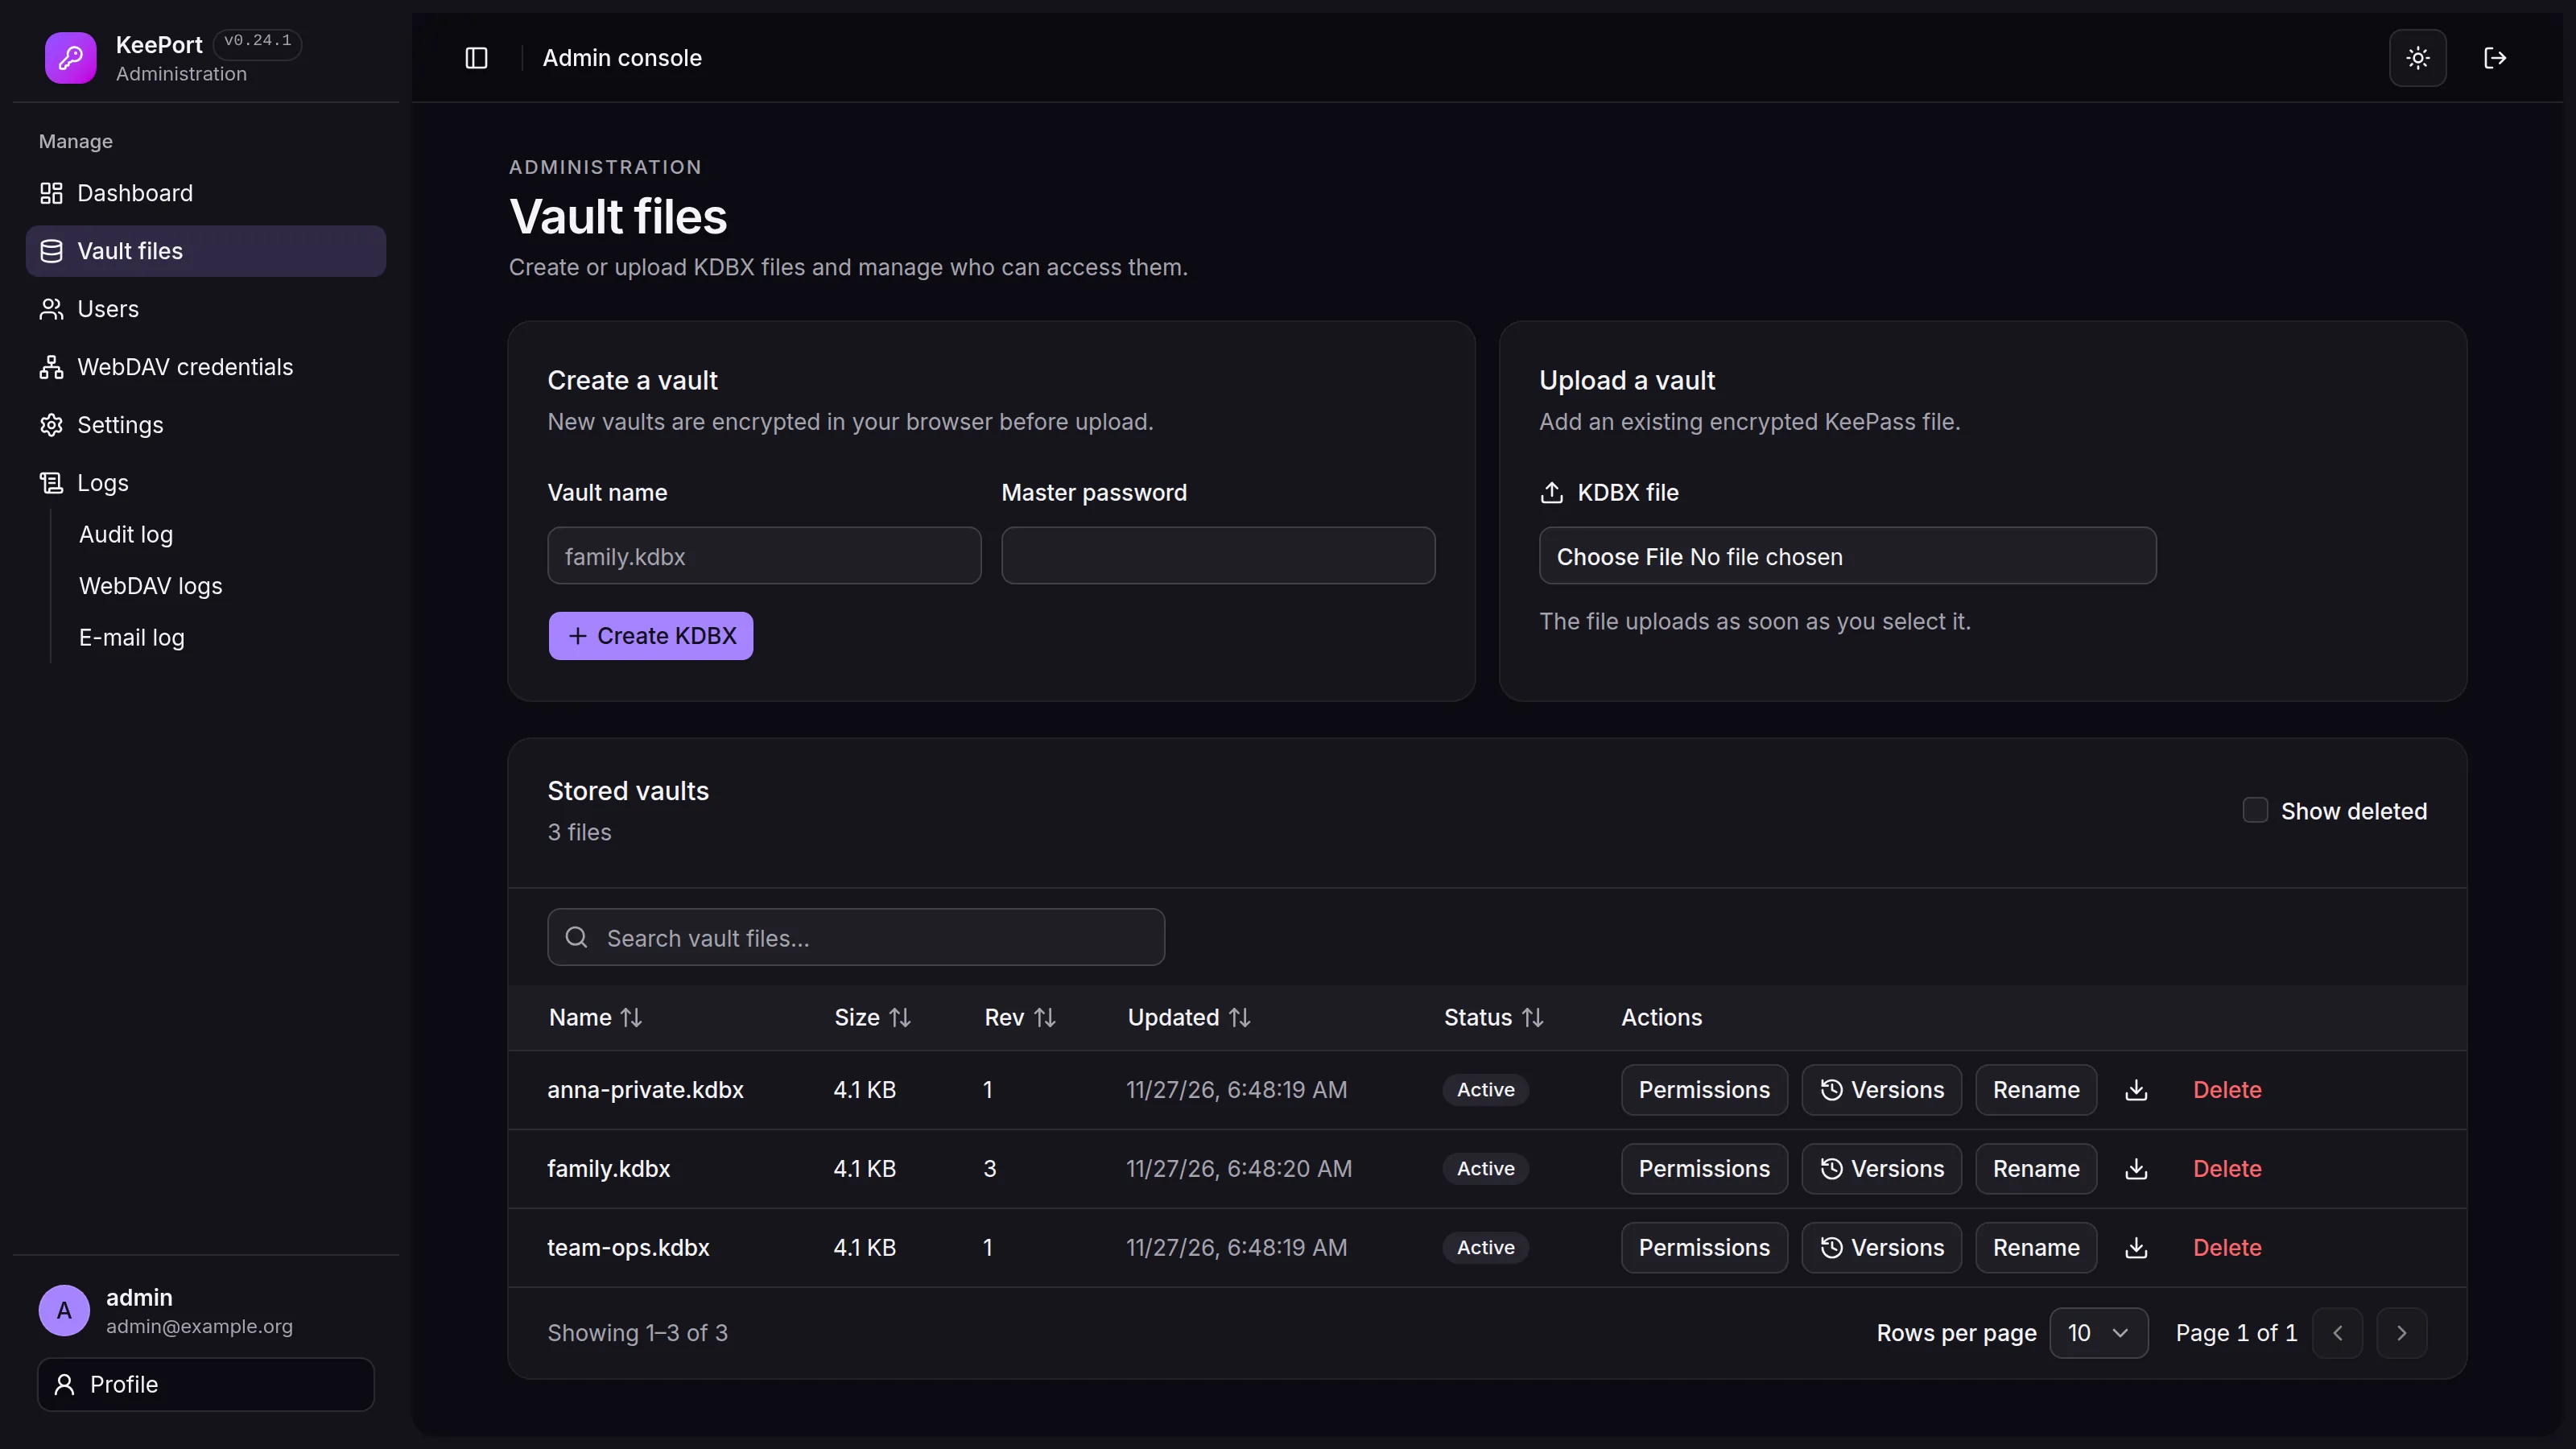 KeePort v0.24.1
Administration
Manage
Dashboard
Vault files
Users
WebDAV credentials
Settings
Logs
Audit log
WebDAV logs
E-mail log
A
admin
admin@example.org
Profile
Admin console
ADMINISTRATION
Vault files
Create or upload KDBX files and manage who can access them.
Create a vault
New vaults are encrypted in your browser before upload.
Vault name Master password
family.kdbx
+ Create KDBX
Upload a vault
Add an existing encrypted KeePass file.
KDBX file
Choose File No file chosen
The file uploads as soon as you select it.
Stored vaults
3 files
Show deleted
Search vault files...
Name Size Rev Updated Status Actions
anna-private.kdbx 4.1 KB 1 11/27/26, 6:48:19 AM Active Permissions Versions Rename Delete
family.kdbx 4.1 KB 3 11/27/26, 6:48:20 AM Active Permissions Versions Rename Delete
team-ops.kdbx 4.1 KB 1 11/27/26, 6:48:19 AM Active Permissions Versions Rename Delete
Showing 1–3 of 3 Rows per page 10 Page 1 of 1